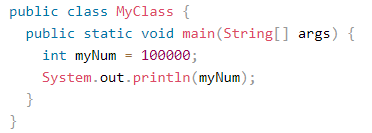 public class MyClass {
  public static void main(String[] args) {
    int myNum = 100000;
    System.out.println(myNum);
  }
}